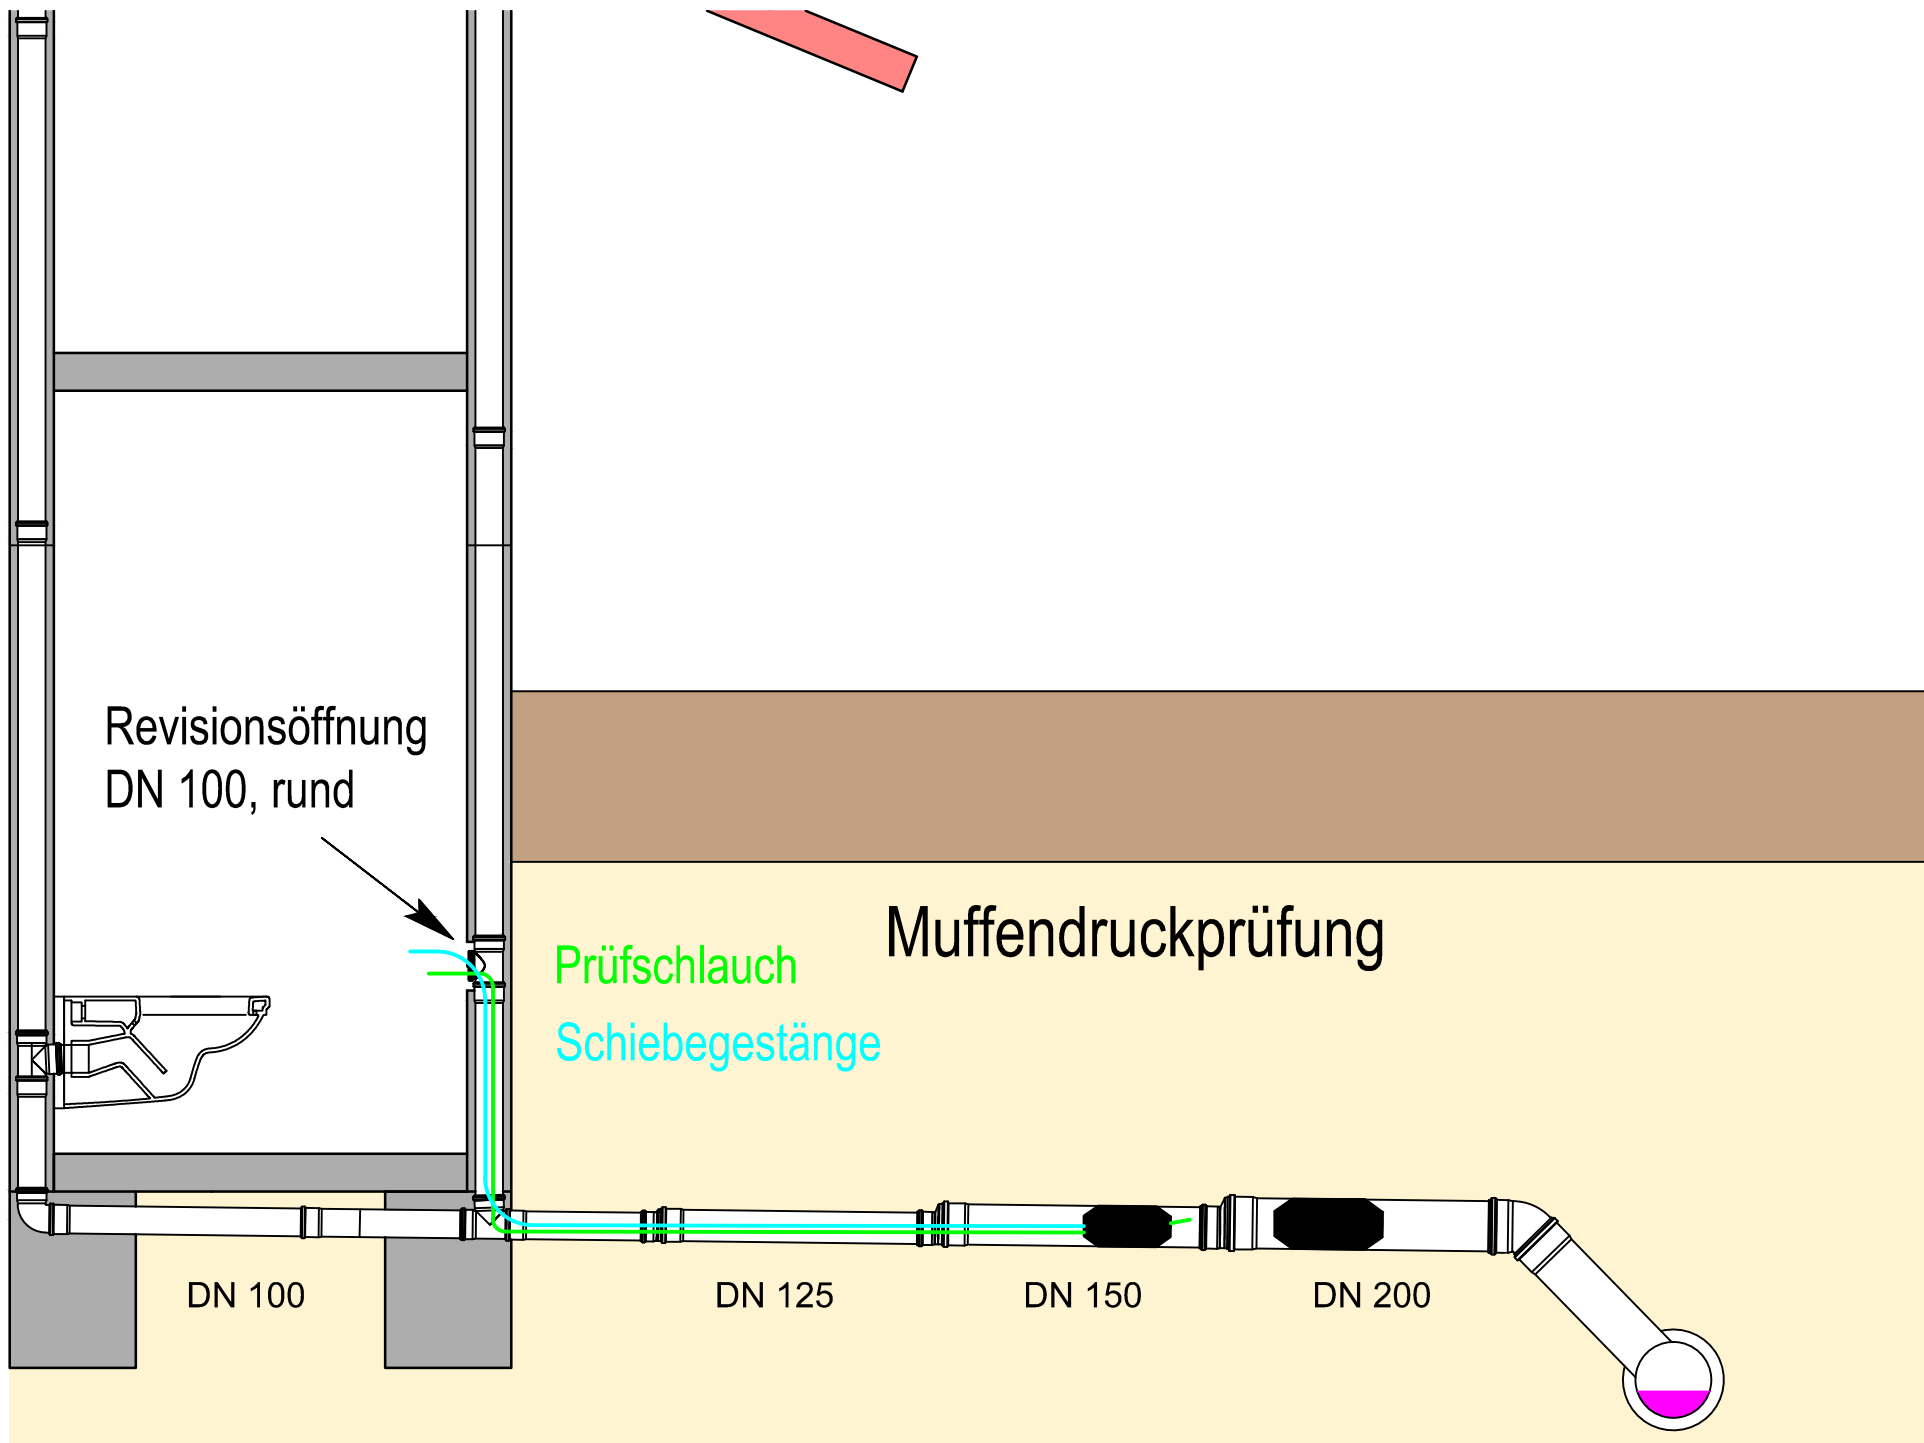 Revisionsöffnung
DN 100, rund
Muffendruckprüfung
Prüfschlauch
Schiebegestänge
DN 100
DN 125
DN 150
DN 200